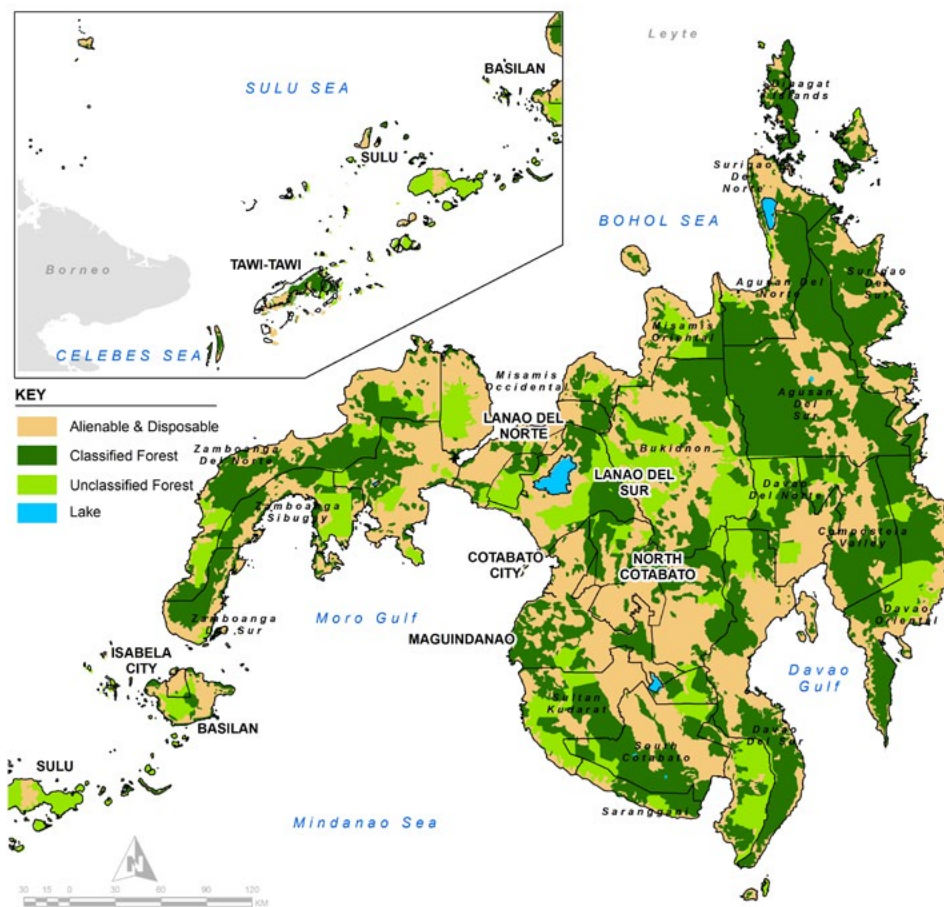 Leyte
BASILAN
SULU SEA
Dinagat
Islands
SULU
Surigao
Del
Norte
BOHOL SEA
Borneo
TAWI-TAWI
Surigao
Del
Sur
Agusan Del
Norte
CELEBES SEA
Misamis
Oriental
KEY
Alienable & Disposable
Classified Forest
Unclassified Forest
Lake
Misamis
Occidental
LANAO DEL
NORTE
Agusan
Del
Sur
Zamboanga
Del Norte
Bukidnon
LANAO DEL
SUR
Davao
Del Norte
Zamboanga
Sibugay
Compostela
Valley
COTABATO
CITY
NORTH
COTABATO
Moro Gulf
Zamboanga
Del Sur
MAGUINDANAO
Davao
Oriental
ISABELA
CITY
Davao
Gulf
Sultan
Kudarat
BASILAN
Davao
Del Sur
South
Cotabato
SULU
Saranggani
Mindanao Sea
N
30 15 0 30 60 90 120
KM